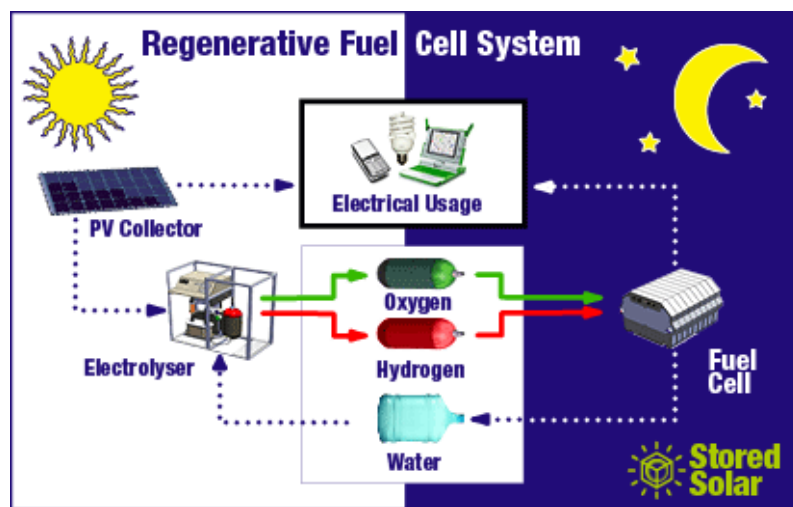 Regenerative Fuel Cell System
Electrical Usage
PV Collector
Oxygen
Electrolyser
Hydrogen
Fuel
Cell
Water
Stored
Solar